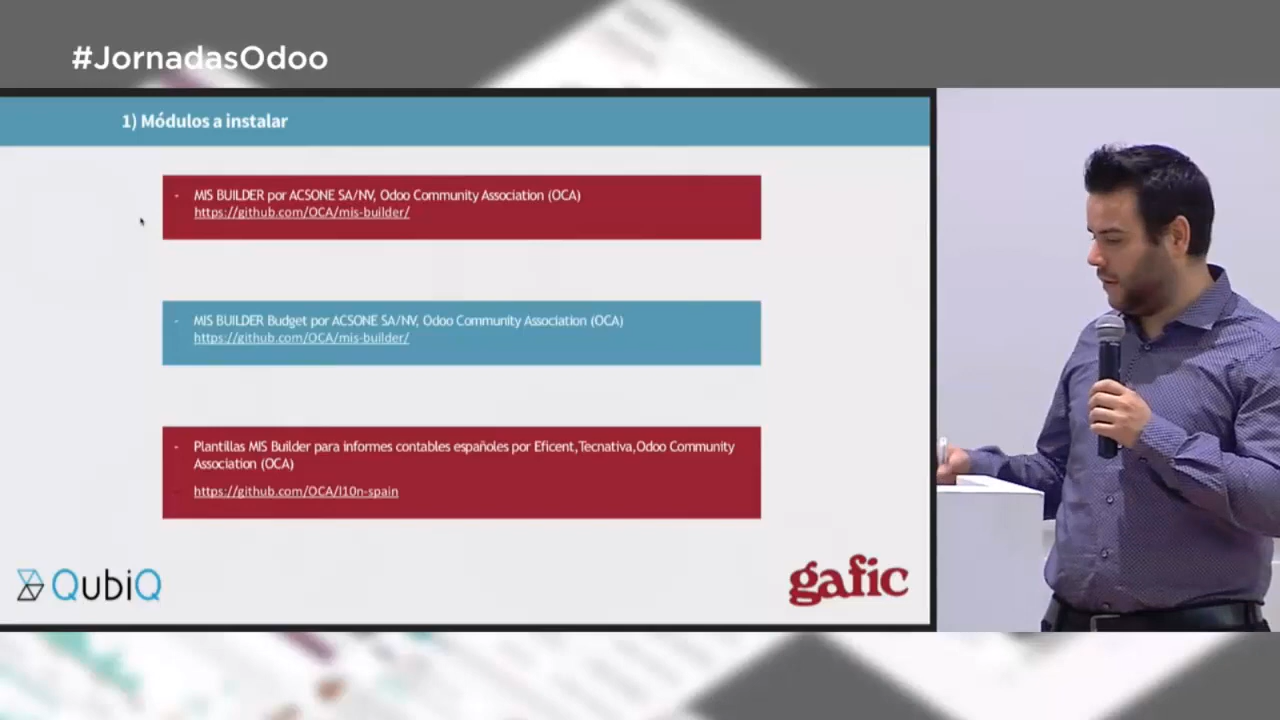 #JornadasOdoo
1) Módulos a instalar
- MIS BUILDER por ACSONE SA/NV, Odoo Community Association (OCA)
https://github.com/OCA/mis-builder/
- MIS BUILDER Budget por ACSONE SA/NV, Odoo Community Association (OCA)
https://github.com/OCA/mis-builder/
- Plantillas MIS Builder para informes contables españoles por Eficent,Tecnativa,Odoo Community
Association (OCA)
- https://github.com/OCA/l10n-spain
QubiQ
gafic